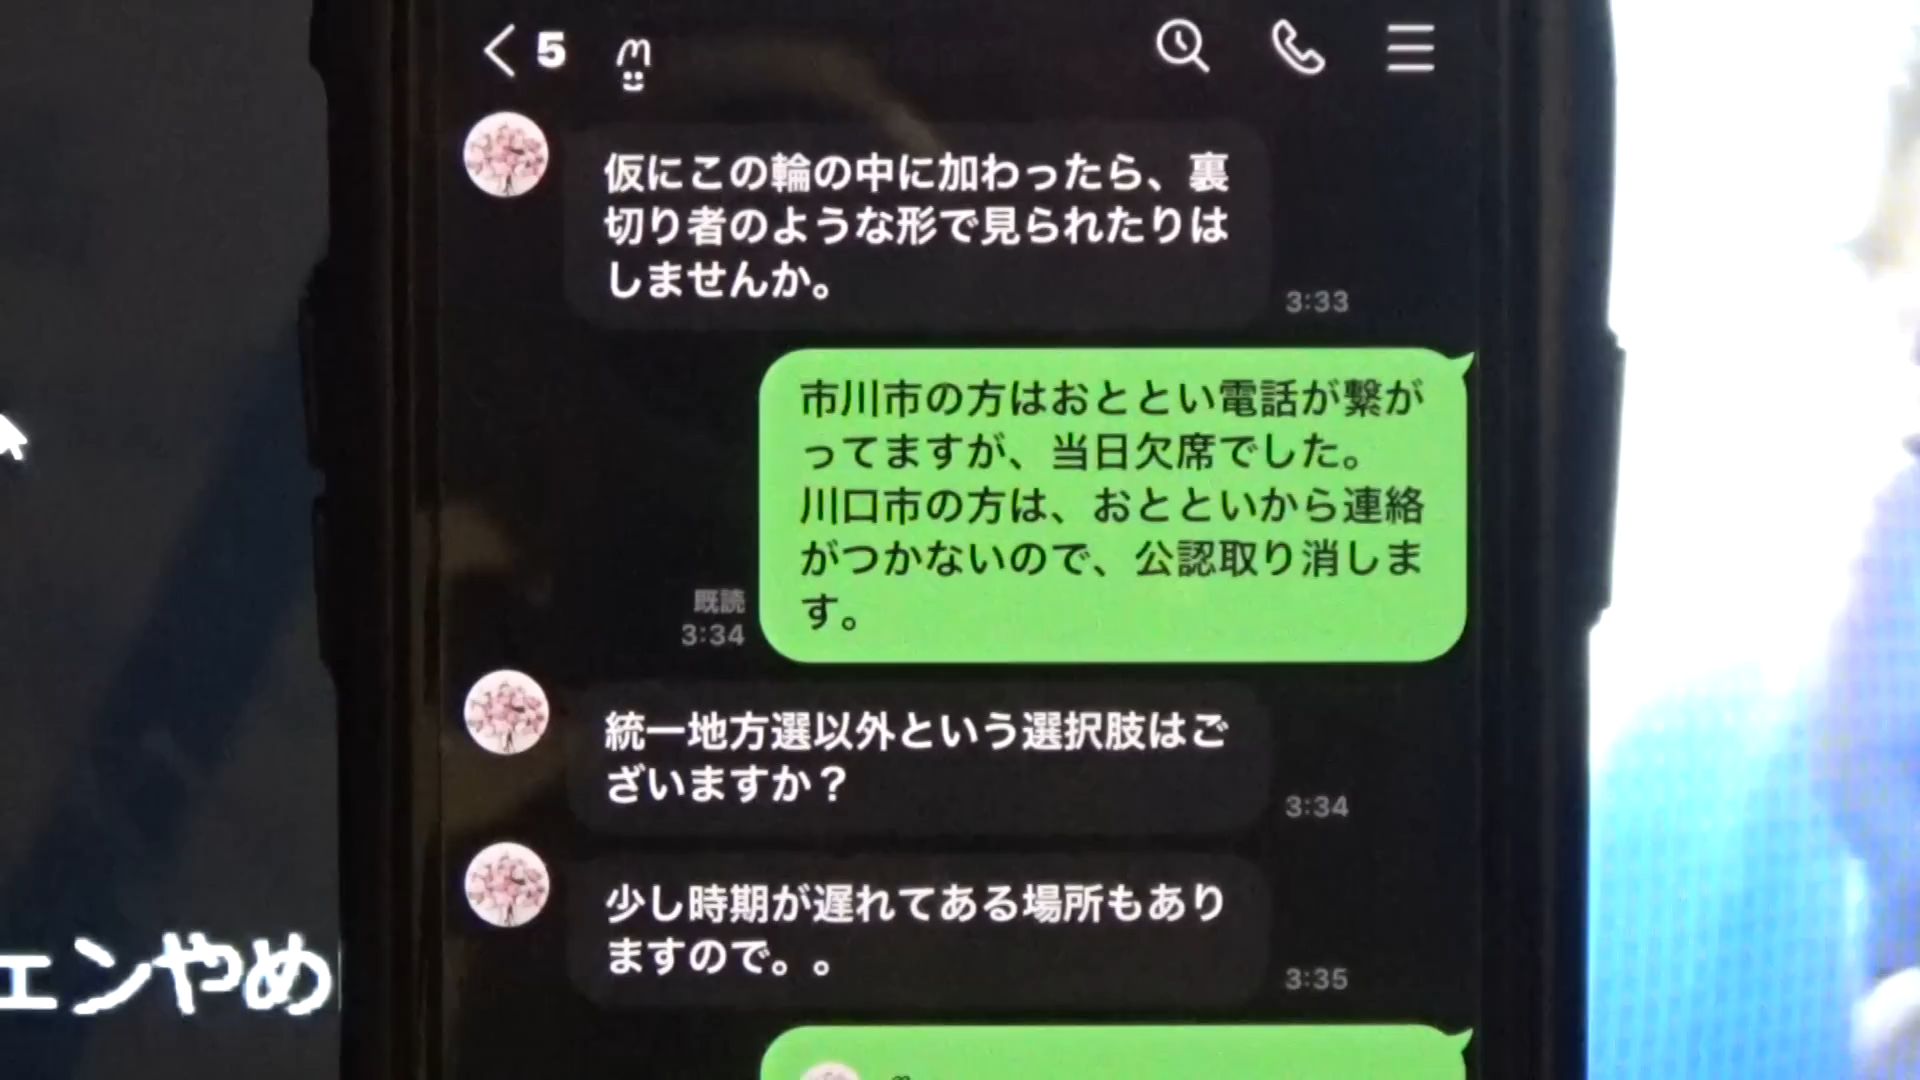 5
仮にこの輪の中に加わったら、裏
切り者のような形で見られたりは
しませんか。
3:33
市川市の方はおととい電話が繋が
ってますが、当日欠席でした。
川口市の方は、おとといから連絡
がつかないので、公認取り消しま
す。
既読
3:34
統一地方選以外という選択肢はご
ざいますか？
3:34
少し時期が遅れてある場所もあり
ますので。。
3:35
ェンやめ